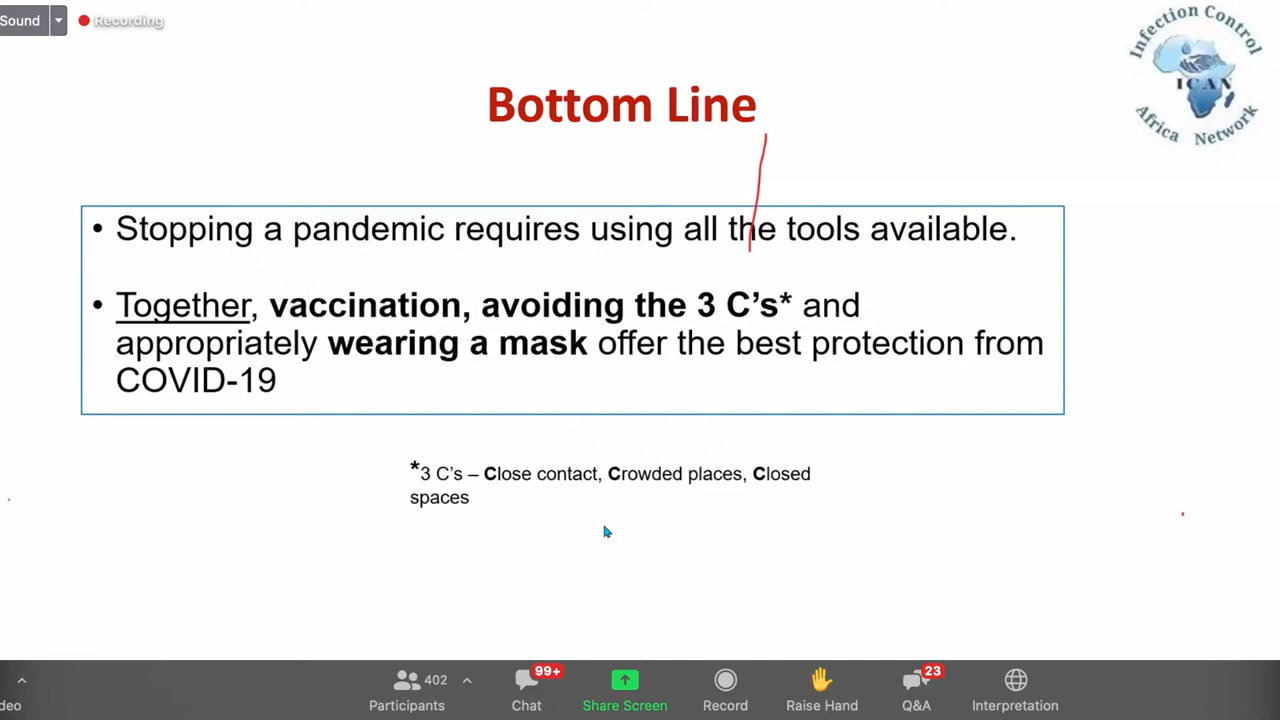 Sound
Recording
Infection Control
ICAN
Africa Network
Bottom Line
• Stopping a pandemic requires using all the tools available.
• Together, vaccination, avoiding the 3 C's* and
appropriately wearing a mask offer the best protection from
COVID-19
*3 C's – Close contact, Crowded places, Closed
spaces
402
99+
23
deo
Participants
Chat
Share Screen
Record
Raise Hand
Q&A
Interpretation